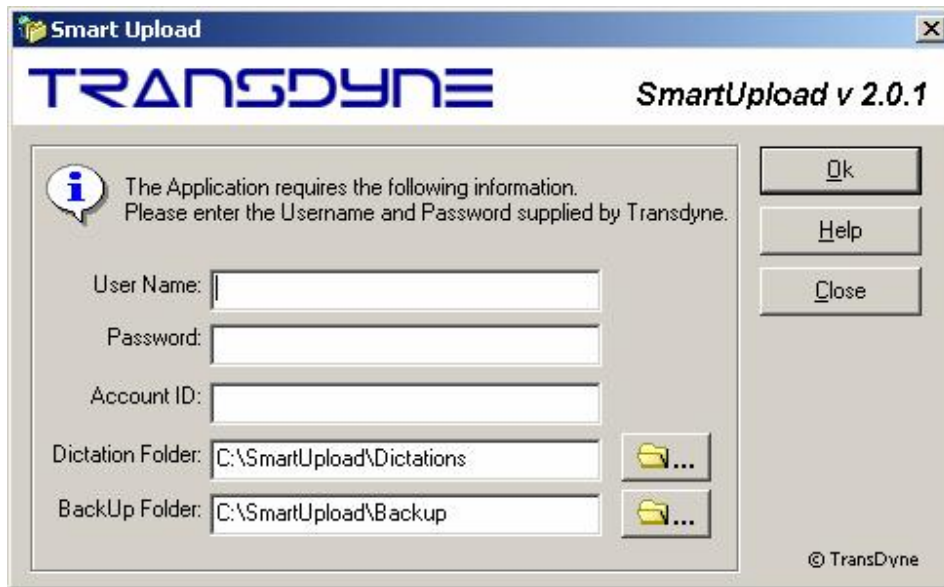 Smart Upload
TRANSDYNE
SmartUpload v 2.0.1
The Application requires the following information.
Please enter the Username and Password supplied by Transdyne.
User Name:
Password:
Account ID:
Dictation Folder: C:\SmartUpload\Dictations ...
BackUp Folder: C:\SmartUpload\Backup ...
Ok
Help
Close
© TransDyne